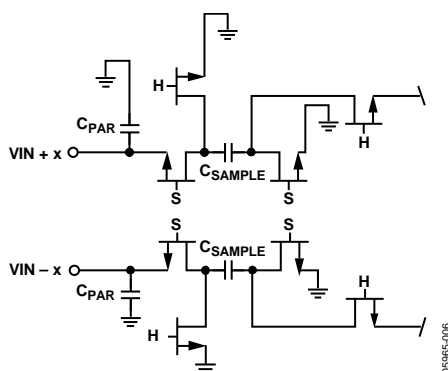 H
C_PAR
VIN + x
C_SAMPLE
H
S
S
S
C_SAMPLE
S
VIN – x
C_PAR
H
H
05965-006